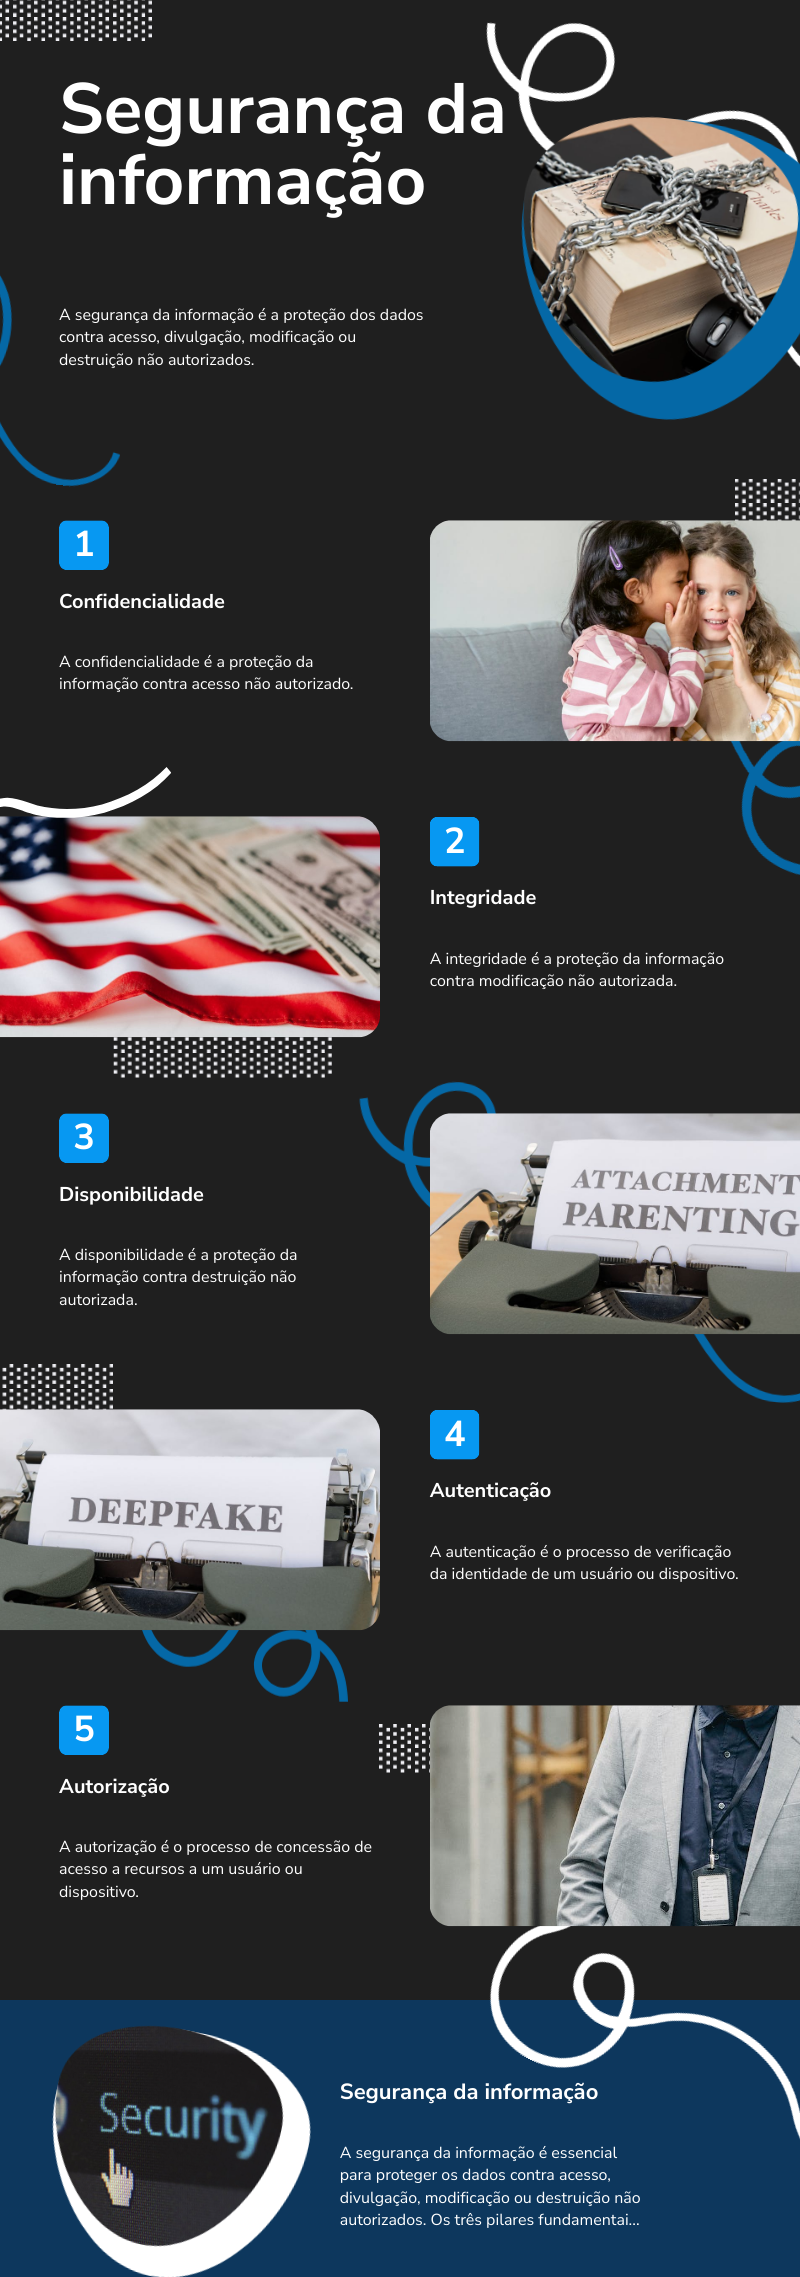 Segurança da
informação
A segurança da informação é a proteção dos dados
contra acesso, divulgação, modificação ou
destruição não autorizados.
1
Confidencialidade
A confidencialidade é a proteção da
informação contra acesso não autorizado.
2
Integridade
A integridade é a proteção da informação
contra modificação não autorizada.
3
Disponibilidade
A disponibilidade é a proteção da
informação contra destruição não
autorizada.
ATTACHMENT
PARENTING
4
Autenticação
A autenticação é o processo de verificação
da identidade de um usuário ou dispositivo.
DEEPFAKE
5
Autorização
A autorização é o processo de concessão de
acesso a recursos a um usuário ou
dispositivo.
Security
Segurança da informação
A segurança da informação é essencial
para proteger os dados contra acesso,
divulgação, modificação ou destruição não
autorizados. Os três pilares fundamentai...